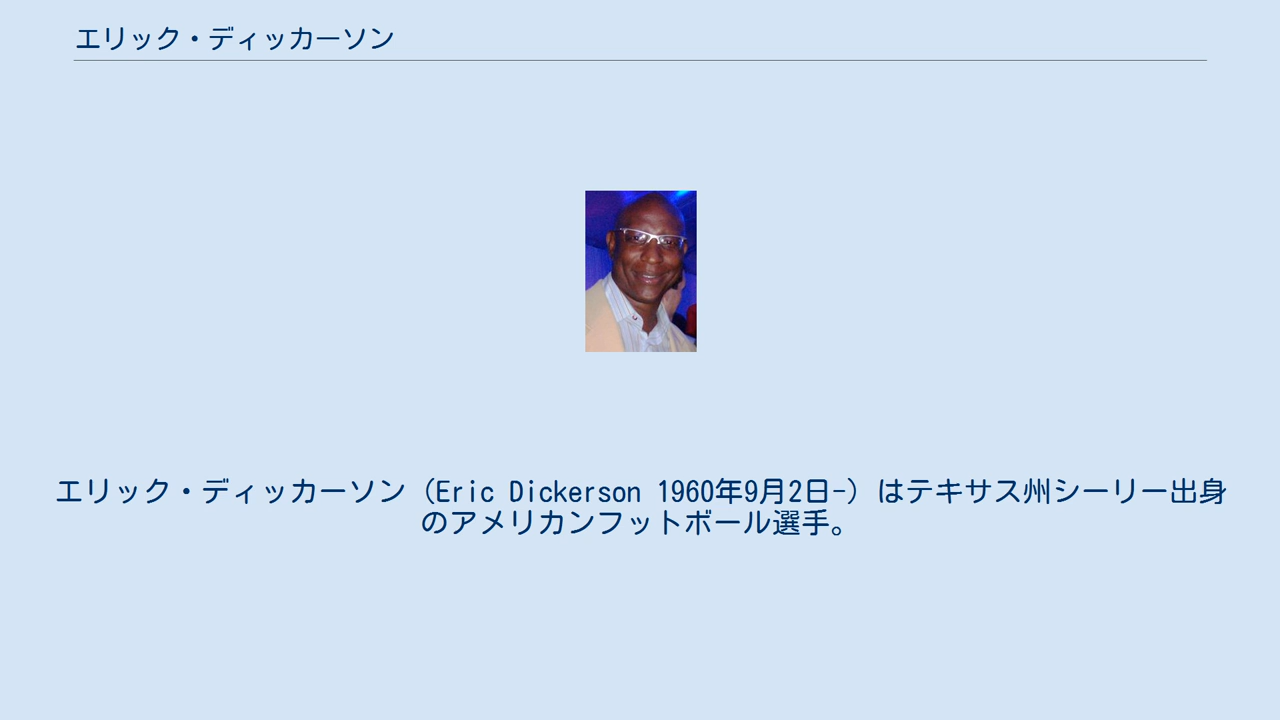 エリック・ディッカーソン
エリック・ディッカーソン（Eric Dickerson 1960年9月2日-）はテキサス州シーリー出身
のアメリカンフットボール選手。